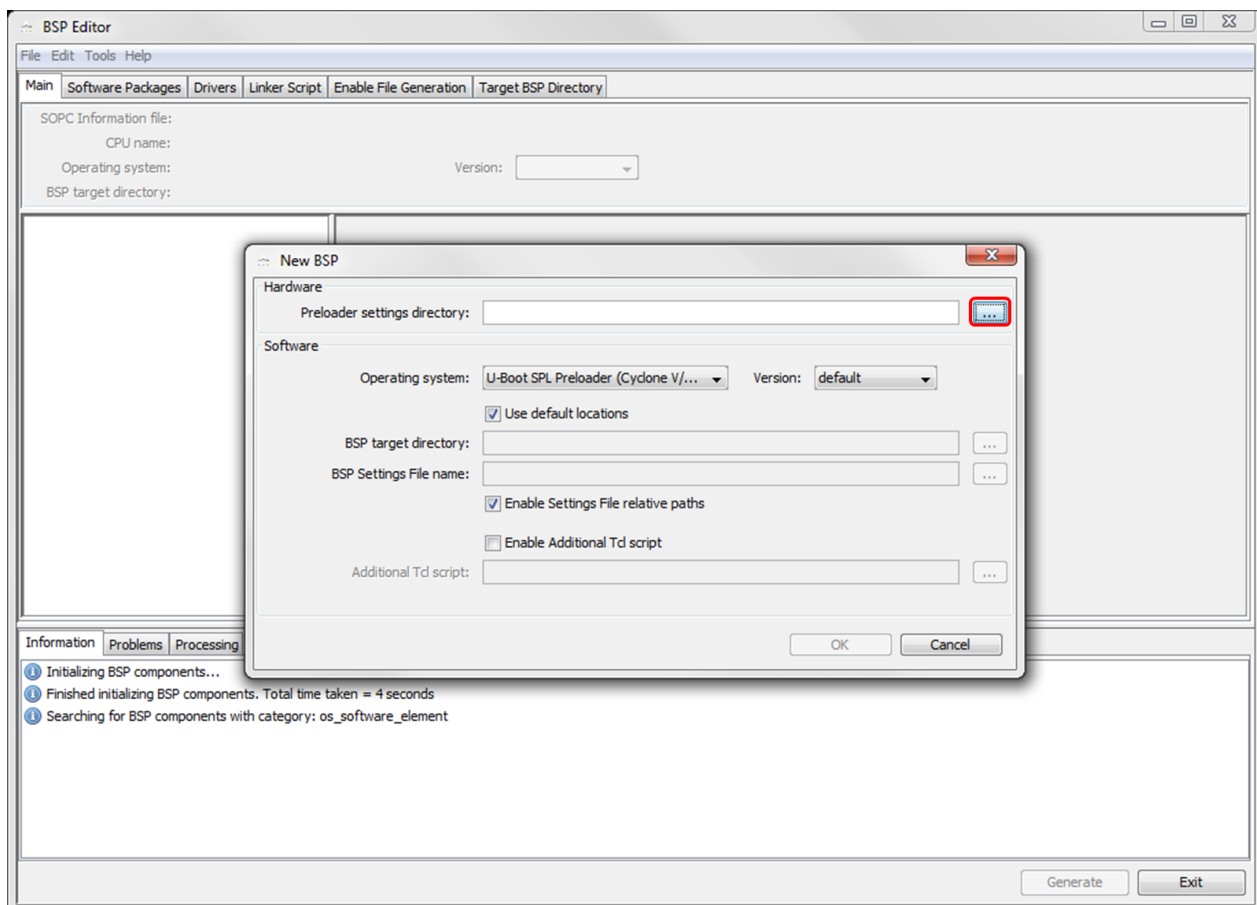 BSP Editor
File Edit Tools Help
Main Software Packages Drivers Linker Script Enable File Generation Target BSP Directory
SOPC Information file:
CPU name:
Operating system: Version:
BSP target directory:
New BSP
Hardware
Preloader settings directory: ...
Software
Operating system: U-Boot SPL Preloader (Cyclone V/... Version: default
Use default locations
BSP target directory: ...
BSP Settings File name: ...
Enable Settings File relative paths
Enable Additional Tcl script
Additional Tcl script: ...
OK Cancel
Information Problems Processing
Initializing BSP components...
Finished initializing BSP components. Total time taken = 4 seconds
Searching for BSP components with category: os_software_element
Generate Exit